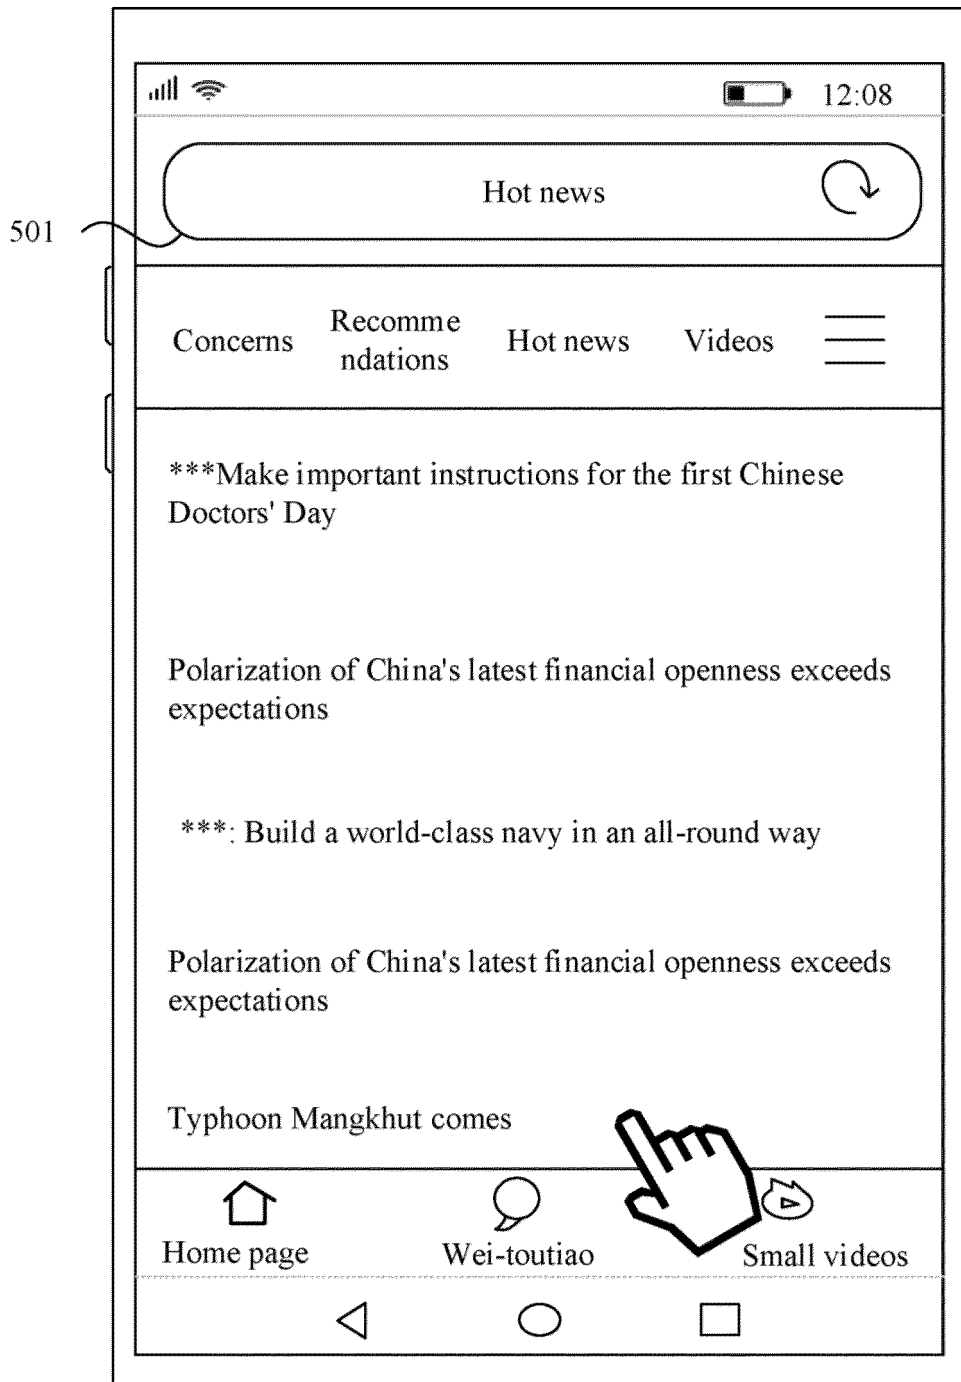 12:08
Hot news
501
Concerns
Recomme
ndations
Hot news
Videos
***Make important instructions for the first Chinese
Doctors' Day
Polarization of China's latest financial openness exceeds
expectations
***: Build a world-class navy in an all-round way
Polarization of China's latest financial openness exceeds
expectations
Typhoon Mangkhut comes
Home page
Wei-toutiao
Small videos